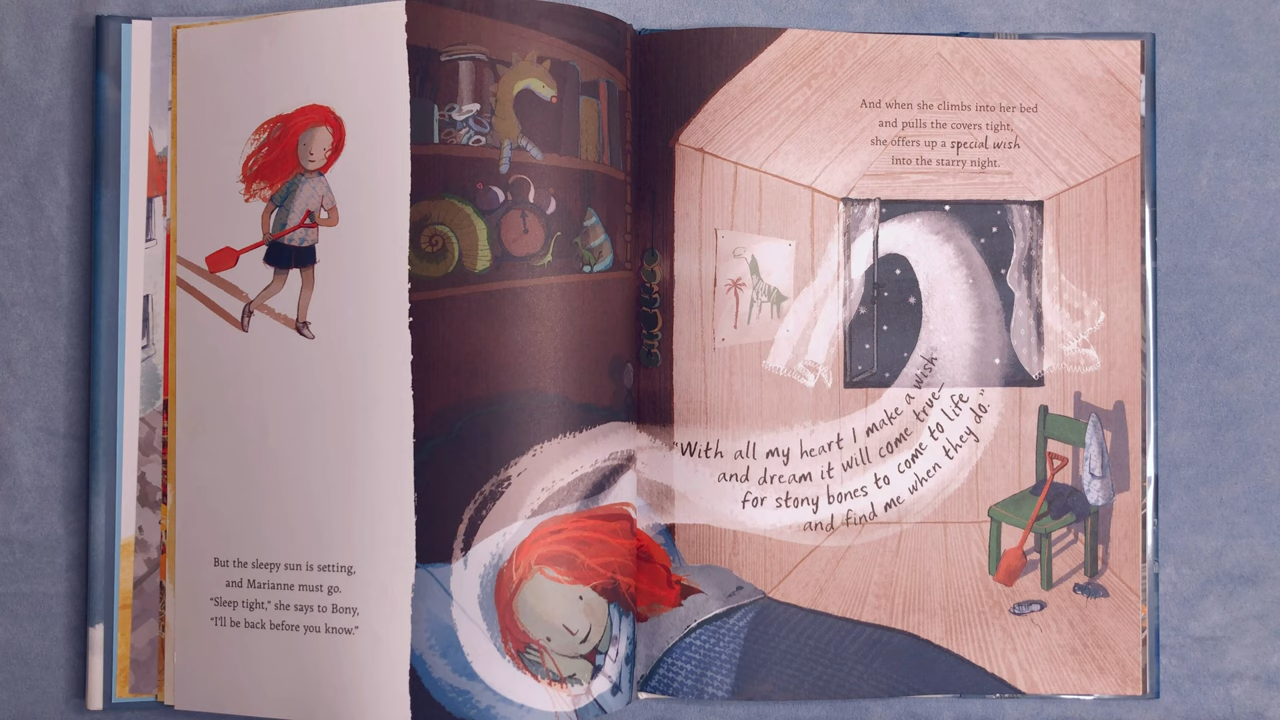 But the sleepy sun is setting,
and Marianne must go.
“Sleep tight,” she says to Bony,
“I’ll be back before you know.”
And when she climbs into her bed
and pulls the covers tight,
she offers up a special wish
into the starry night.
“With all my heart I make a wish
and dream it will come true—
for stony bones to come to life
and find me when they do.”